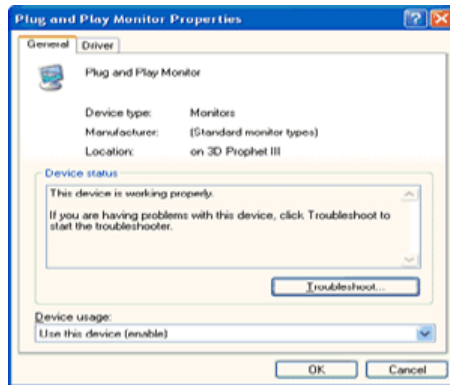 Plug and Play Monitor Properties
General
Driver
Plug and Play Monitor
Device type: Monitors
Manufacturer: (Standard monitor types)
Location: on 3D Prophet III
Device status
This device is working properly.
If you are having problems with this device, click Troubleshoot to
start the troubleshooter.
Troubleshoot...
Device usage:
Use this device (enable)
OK
Cancel